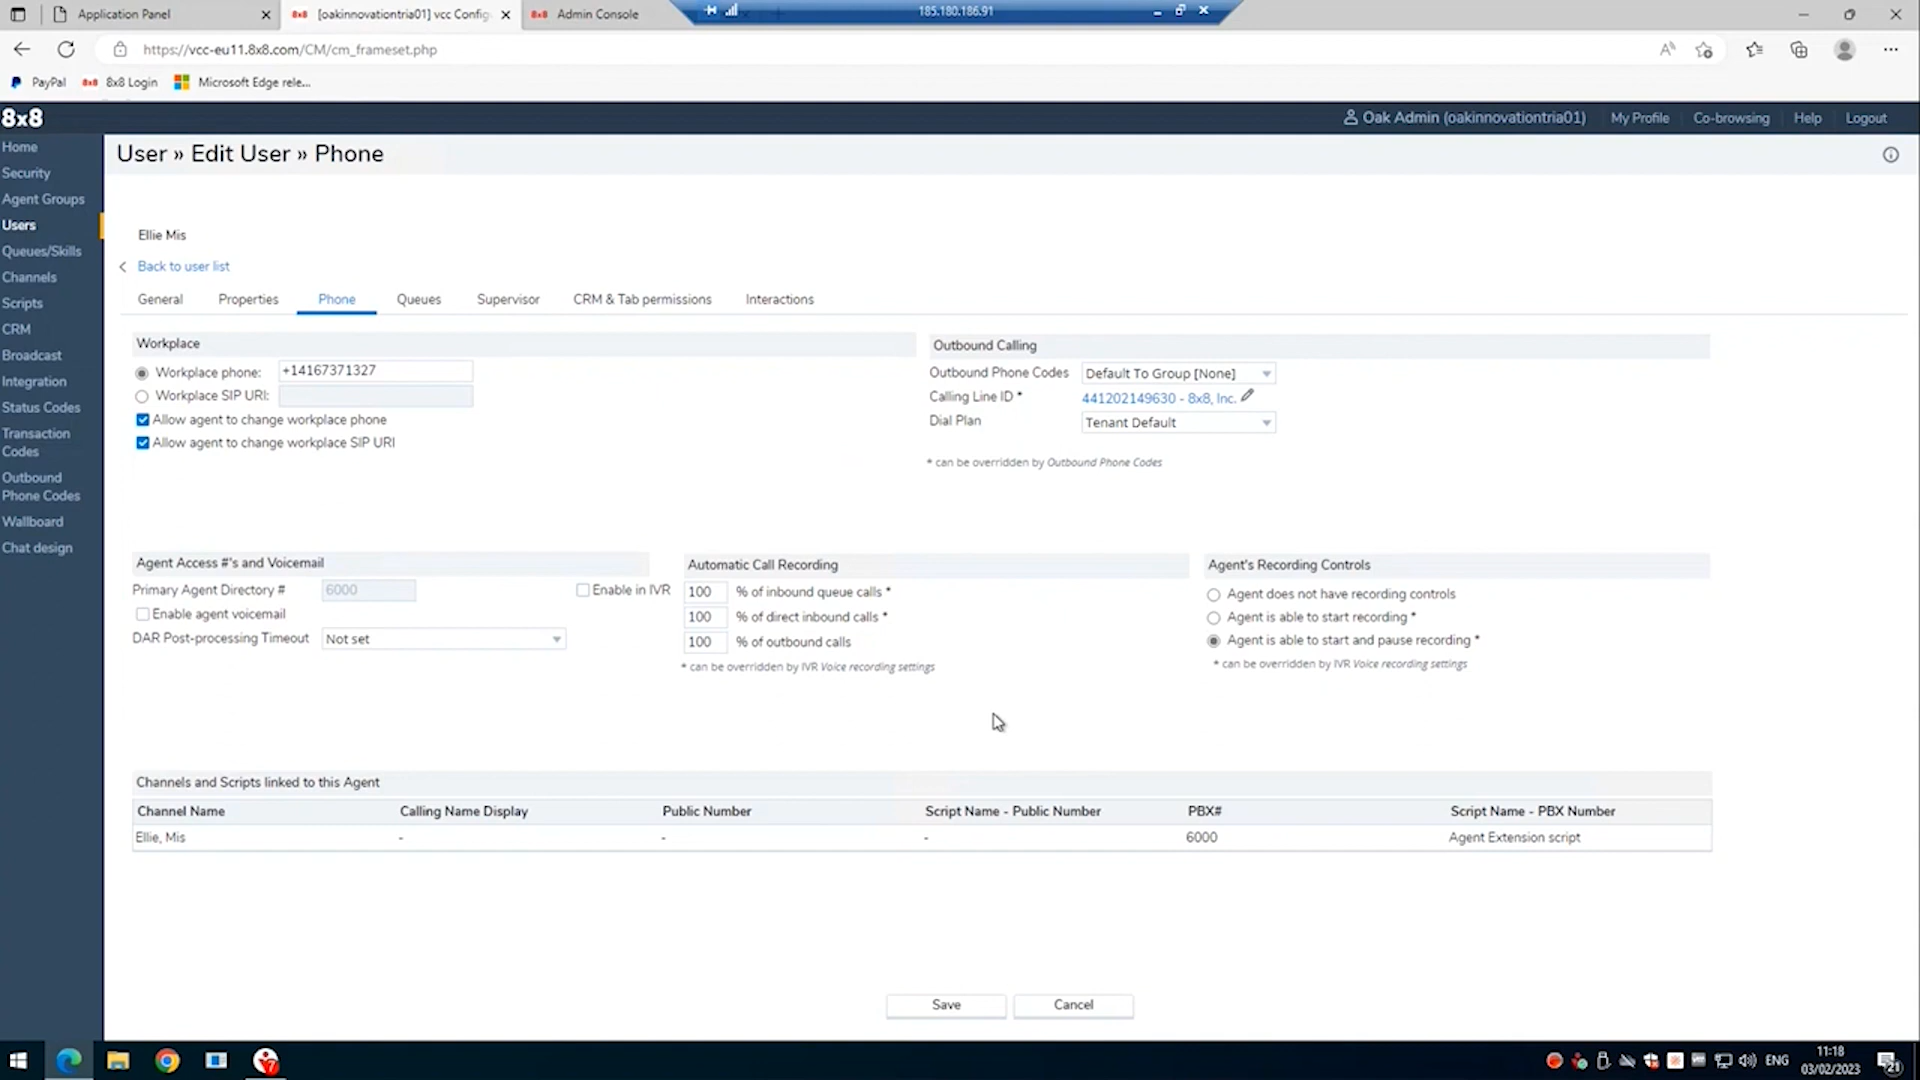 Application Panel
8x8 [oakinnovationtria01] vcc Config
8x8 Admin Console
185.180.186.91
https://vcc-eu11.8x8.com/CM/cm_frameset.php
PayPal 8x8 8x8 Login Microsoft Edge rele...
8x8
Oak Admin (oakinnovationtria01) My Profile Co-browsing Help Logout
Home
Security
Agent Groups
Users
Queues/Skills
Channels
Scripts
CRM
Broadcast
Integration
Status Codes
Transaction
Codes
Outbound
Phone Codes
Wallboard
Chat design
User » Edit User » Phone
Ellie Mis
Back to user list
General Properties Phone Queues Supervisor CRM & Tab permissions Interactions
Workplace
Workplace phone: +14167371327
Workplace SIP URI:
Allow agent to change workplace phone
Allow agent to change workplace SIP URI
Outbound Calling
Outbound Phone Codes Default To Group [None]
Calling Line ID * 441202149630 - 8x8, Inc.
Dial Plan Tenant Default
* can be overridden by Outbound Phone Codes
Agent Access #'s and Voicemail
Primary Agent Directory # 6000 Enable in IVR
Enable agent voicemail
DAR Post-processing Timeout Not set
Automatic Call Recording
100 % of inbound queue calls *
100 % of direct inbound calls *
100 % of outbound calls
* can be overridden by IVR Voice recording settings
Agent's Recording Controls
Agent does not have recording controls
Agent is able to start recording *
Agent is able to start and pause recording *
* can be overridden by IVR Voice recording settings
Channels and Scripts linked to this Agent
Channel Name Calling Name Display Public Number Script Name - Public Number PBX# Script Name - PBX Number
Ellie, Mis - - - 6000 Agent Extension script
Save Cancel
ENG
11:18
03/02/2023
21
7